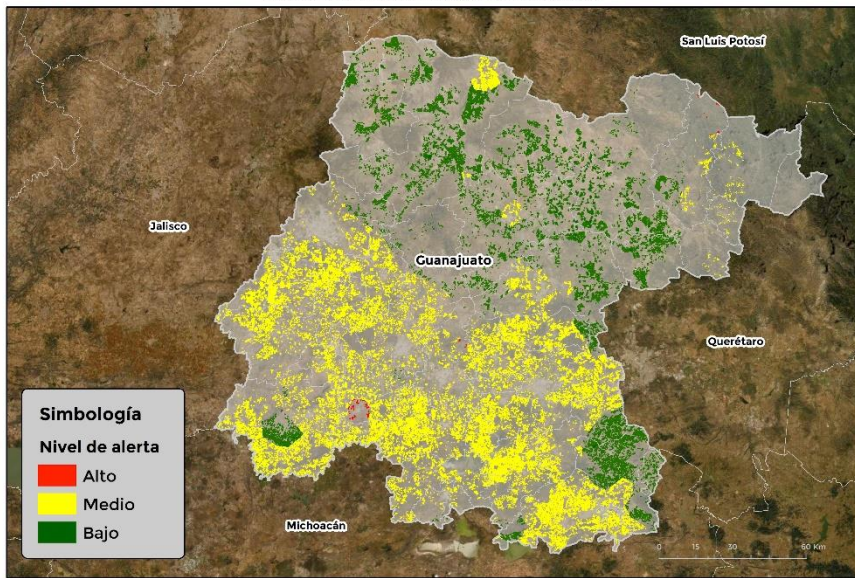 San Luis Potosí
Jalisco
Guanajuato
Querétaro
Simbología
Nivel de alerta
Alto
Medio
Bajo
Michoacán
0 15 30 60 Km